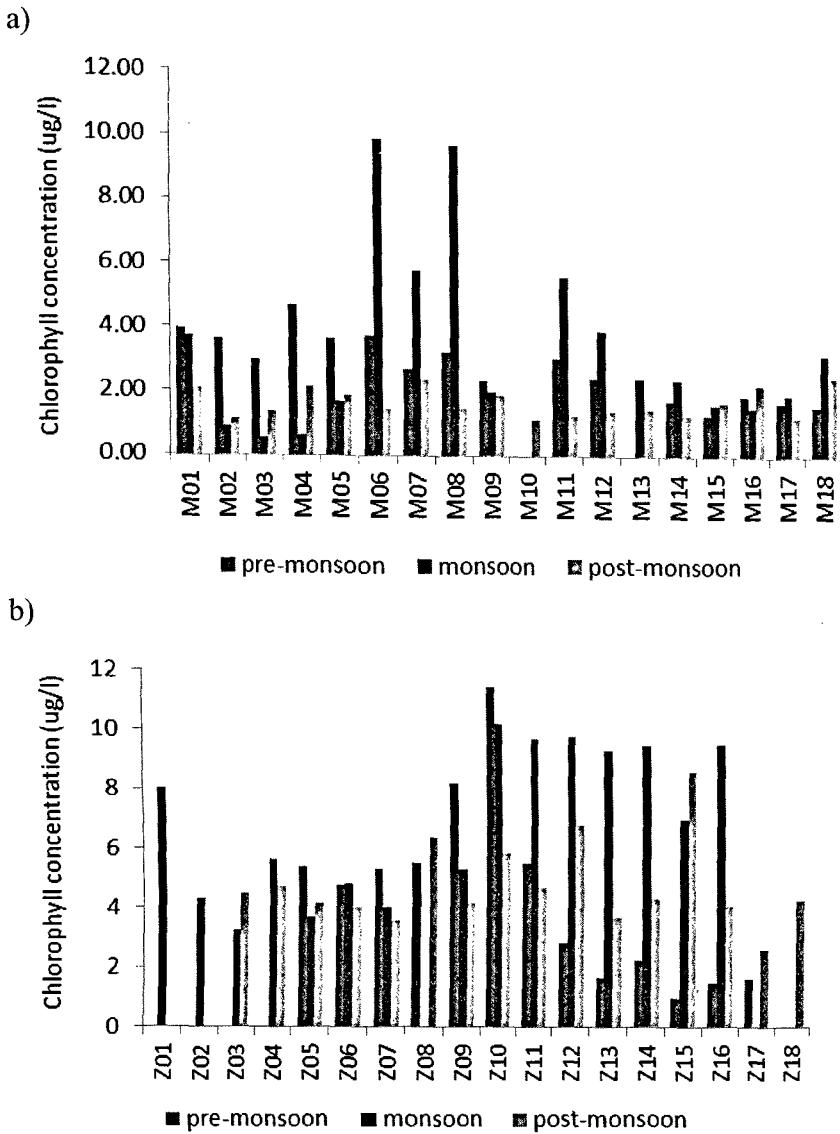 a)
12.00
10.00
8.00
6.00
4.00
2.00
0.00
Chlorophyll concentration (ug/l)
M01 M02 M03 M04 M05 M06 M07 M08 M09 M10 M11 M12 M13 M14 M15 M16 M17 M18
pre-monsoon monsoon post-monsoon
b)
12
10
8
6
4
2
0
Chlorophyll concentration (ug/l)
Z01 Z02 Z03 Z04 Z05 Z06 Z07 Z08 Z09 Z10 Z11 Z12 Z13 Z14 Z15 Z16 Z17 Z18
pre-monsoon monsoon post-monsoon